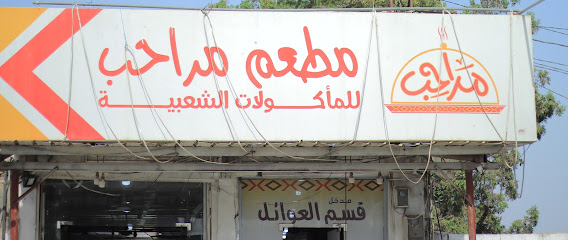 مطعم مراحب
للمأكولات الشعبية
مراحب
مدخل
قسم العوائل